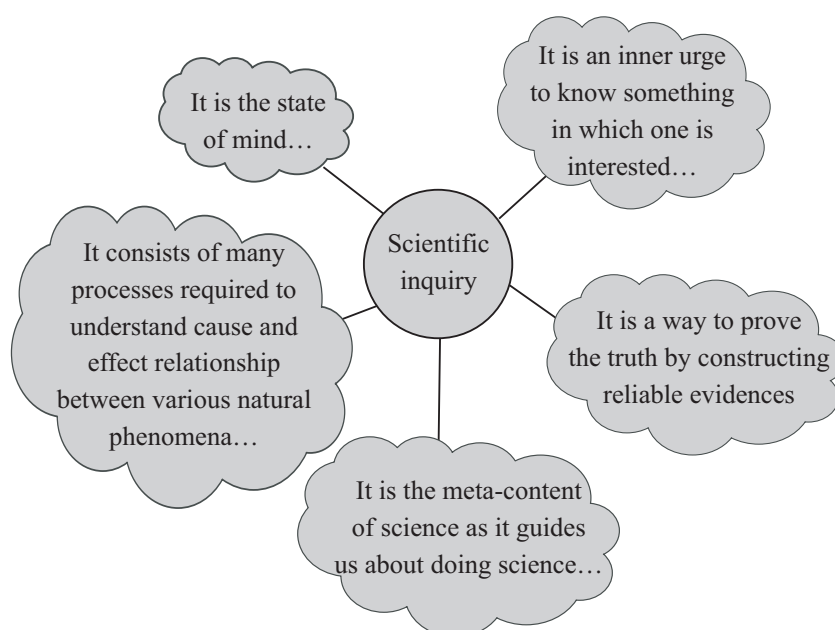 It is the state
of mind…
It is an inner urge
to know something
in which one is
interested…
Scientific
inquiry
It consists of many
processes required to
understand cause and
effect relationship
between various natural
phenomena…
It is a way to prove
the truth by constructing
reliable evidences
It is the meta-content
of science as it guides
us about doing science…